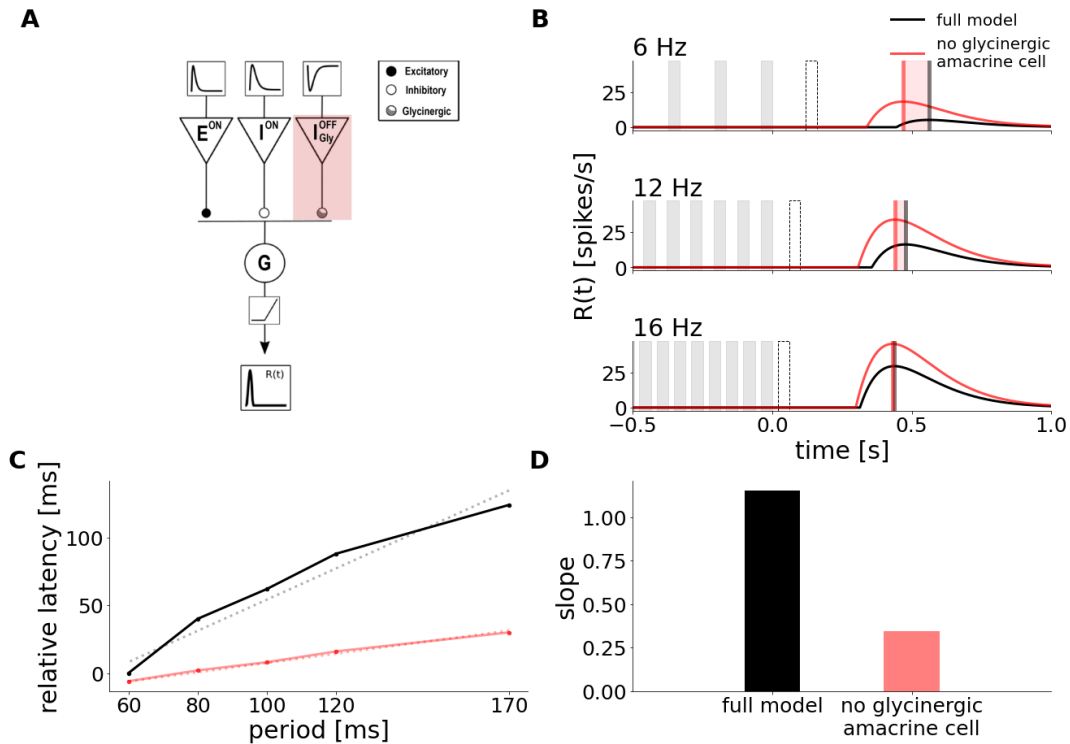 A
E ON
I ON
I OFF Gly
Excitatory
Inhibitory
Glycinergic
G
R(t)
B
full model
no glycinergic
amacrine cell
6 Hz
25
0
12 Hz
25
0
16 Hz
25
0
R(t) [spikes/s]
−0.5 0.0 0.5 1.0
time [s]
C
relative latency [ms]
100
50
0
60 80 100 120 170
period [ms]
D
slope
1.00
0.75
0.50
0.25
0.00
full model
no glycinergic
amacrine cell